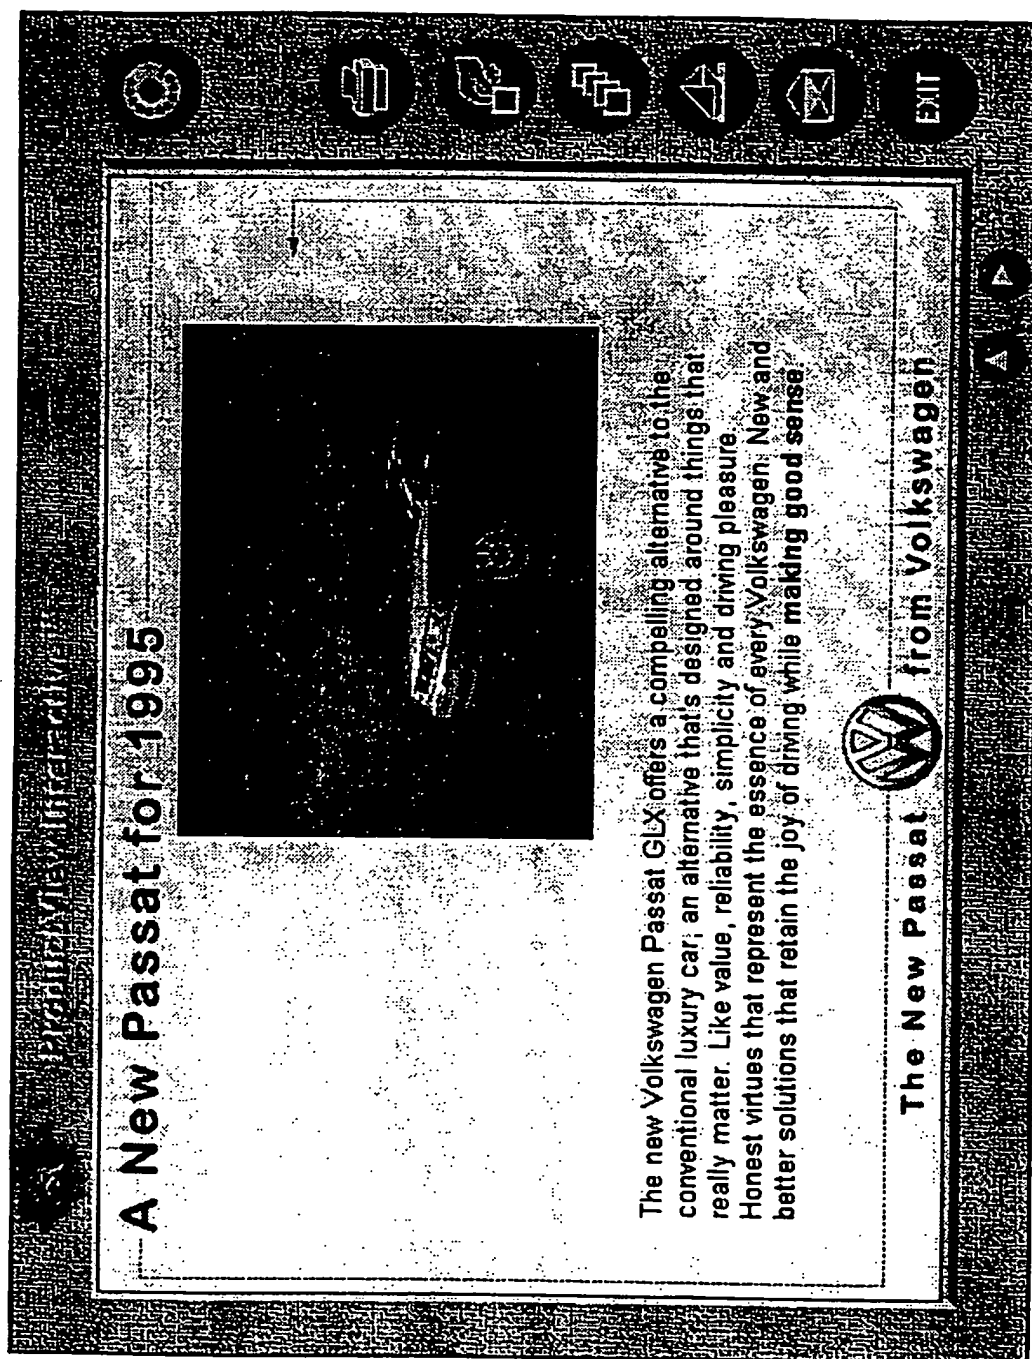 A New Passat for 1995
The new Volkswagen Passat GLX offers a compelling alternative to the
conventional luxury car; an alternative that's designed around things that
really matter. Like value, reliability, simplicity and driving pleasure.
Honest virtues that represent the essence of every Volkswagen. New and
better solutions that retain the joy of driving while making good sense.
The New Passat from Volkswagen
EXIT